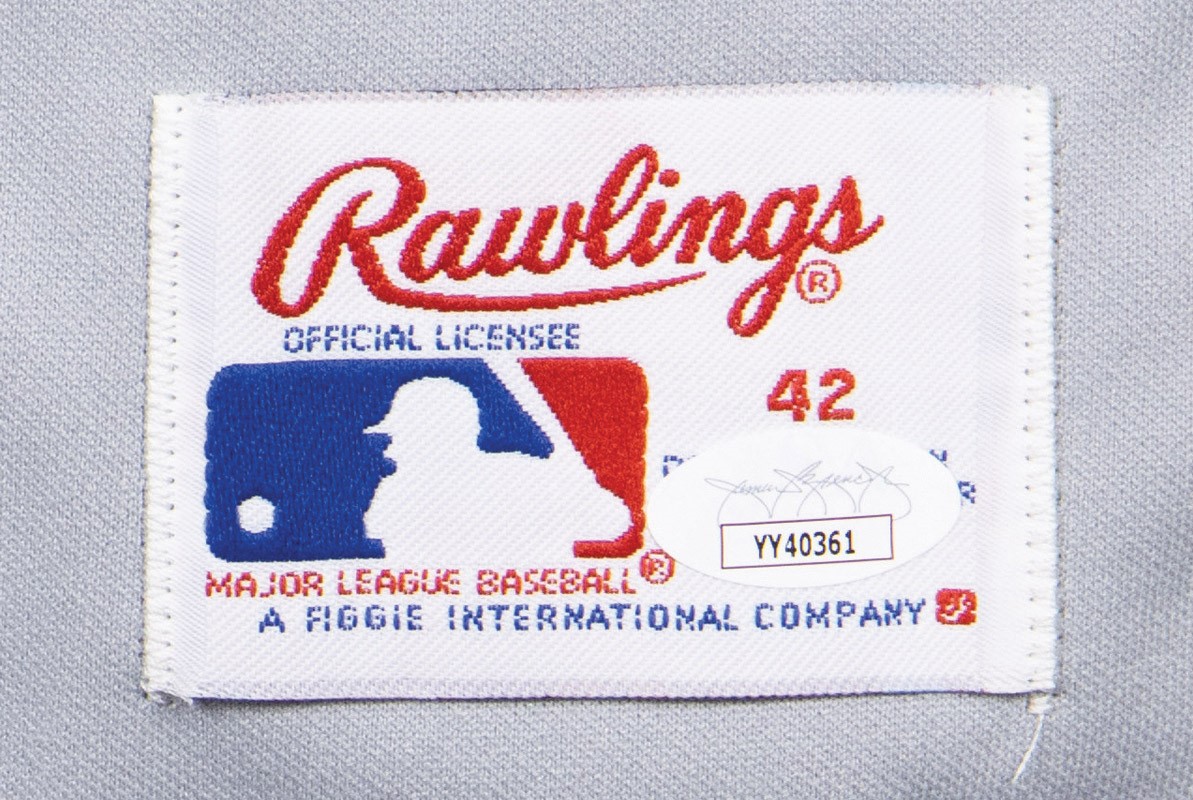 Rawlings®
OFFICIAL LICENSEE
42
YY40361
MAJOR LEAGUE BASEBALL®
A FIGGIE INTERNATIONAL COMPANY